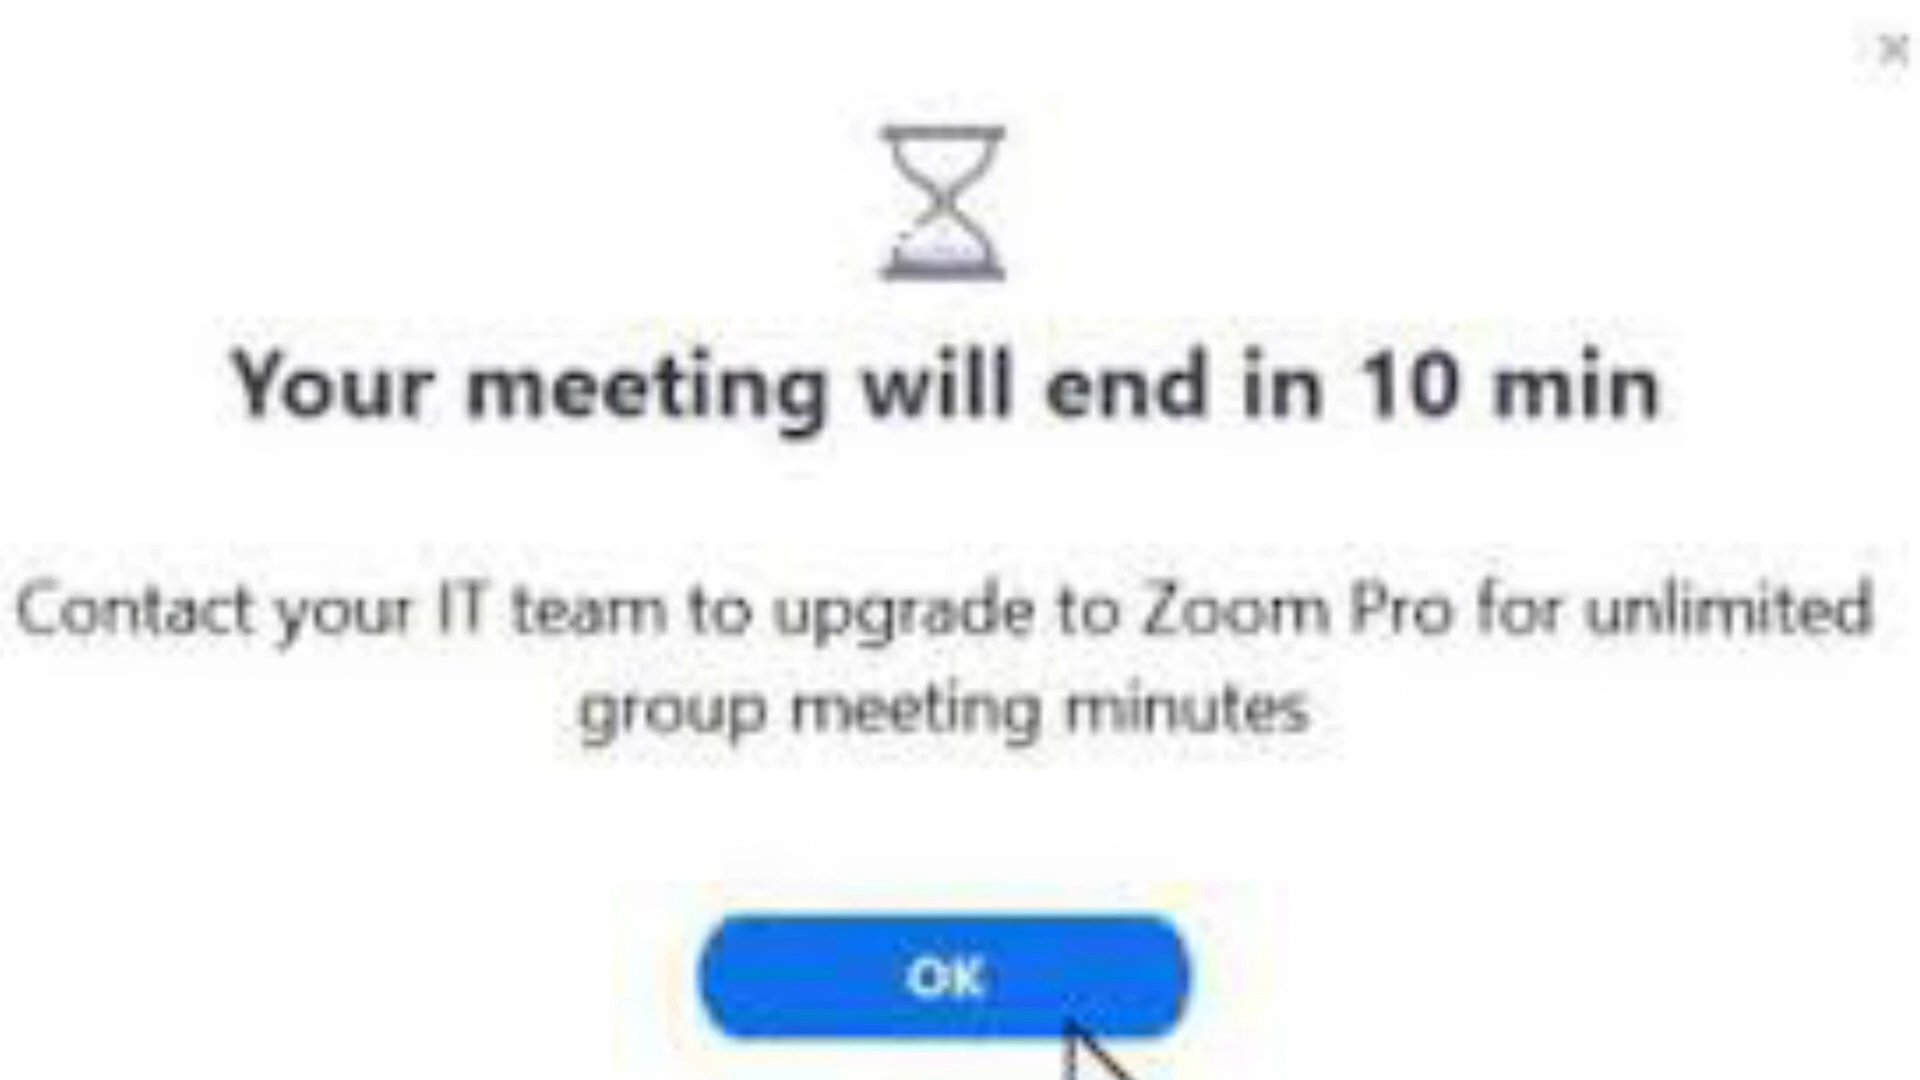 Your meeting will end in 10 min
Contact your IT team to upgrade to Zoom Pro for unlimited
group meeting minutes
OK